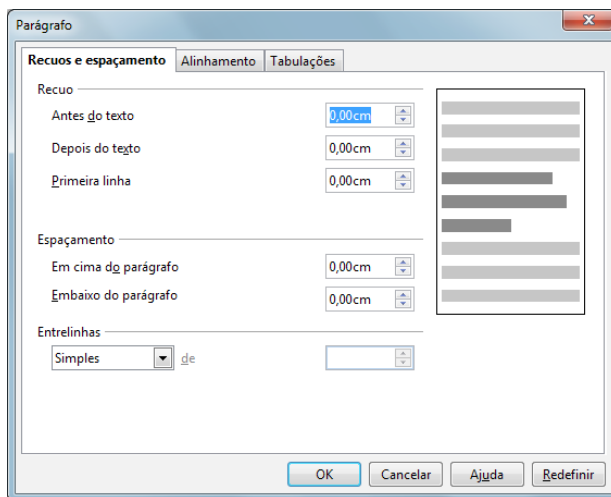 Parágrafo
Recuos e espaçamento Alinhamento Tabulações
Recuo
Antes do texto 0,00cm
Depois do texto 0,00cm
Primeira linha 0,00cm
Espaçamento
Em cima do parágrafo 0,00cm
Embaixo do parágrafo 0,00cm
Entrelinhas
Simples de
OK Cancelar Ajuda Redefinir